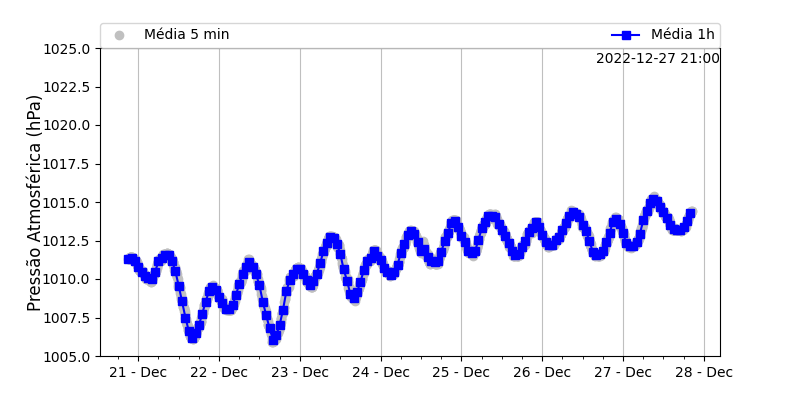 Média 5 min
Média 1h
2022-12-27 21:00
Pressão Atmosférica (hPa)
1025.0
1022.5
1020.0
1017.5
1015.0
1012.5
1010.0
1007.5
1005.0
21 - Dec
22 - Dec
23 - Dec
24 - Dec
25 - Dec
26 - Dec
27 - Dec
28 - Dec